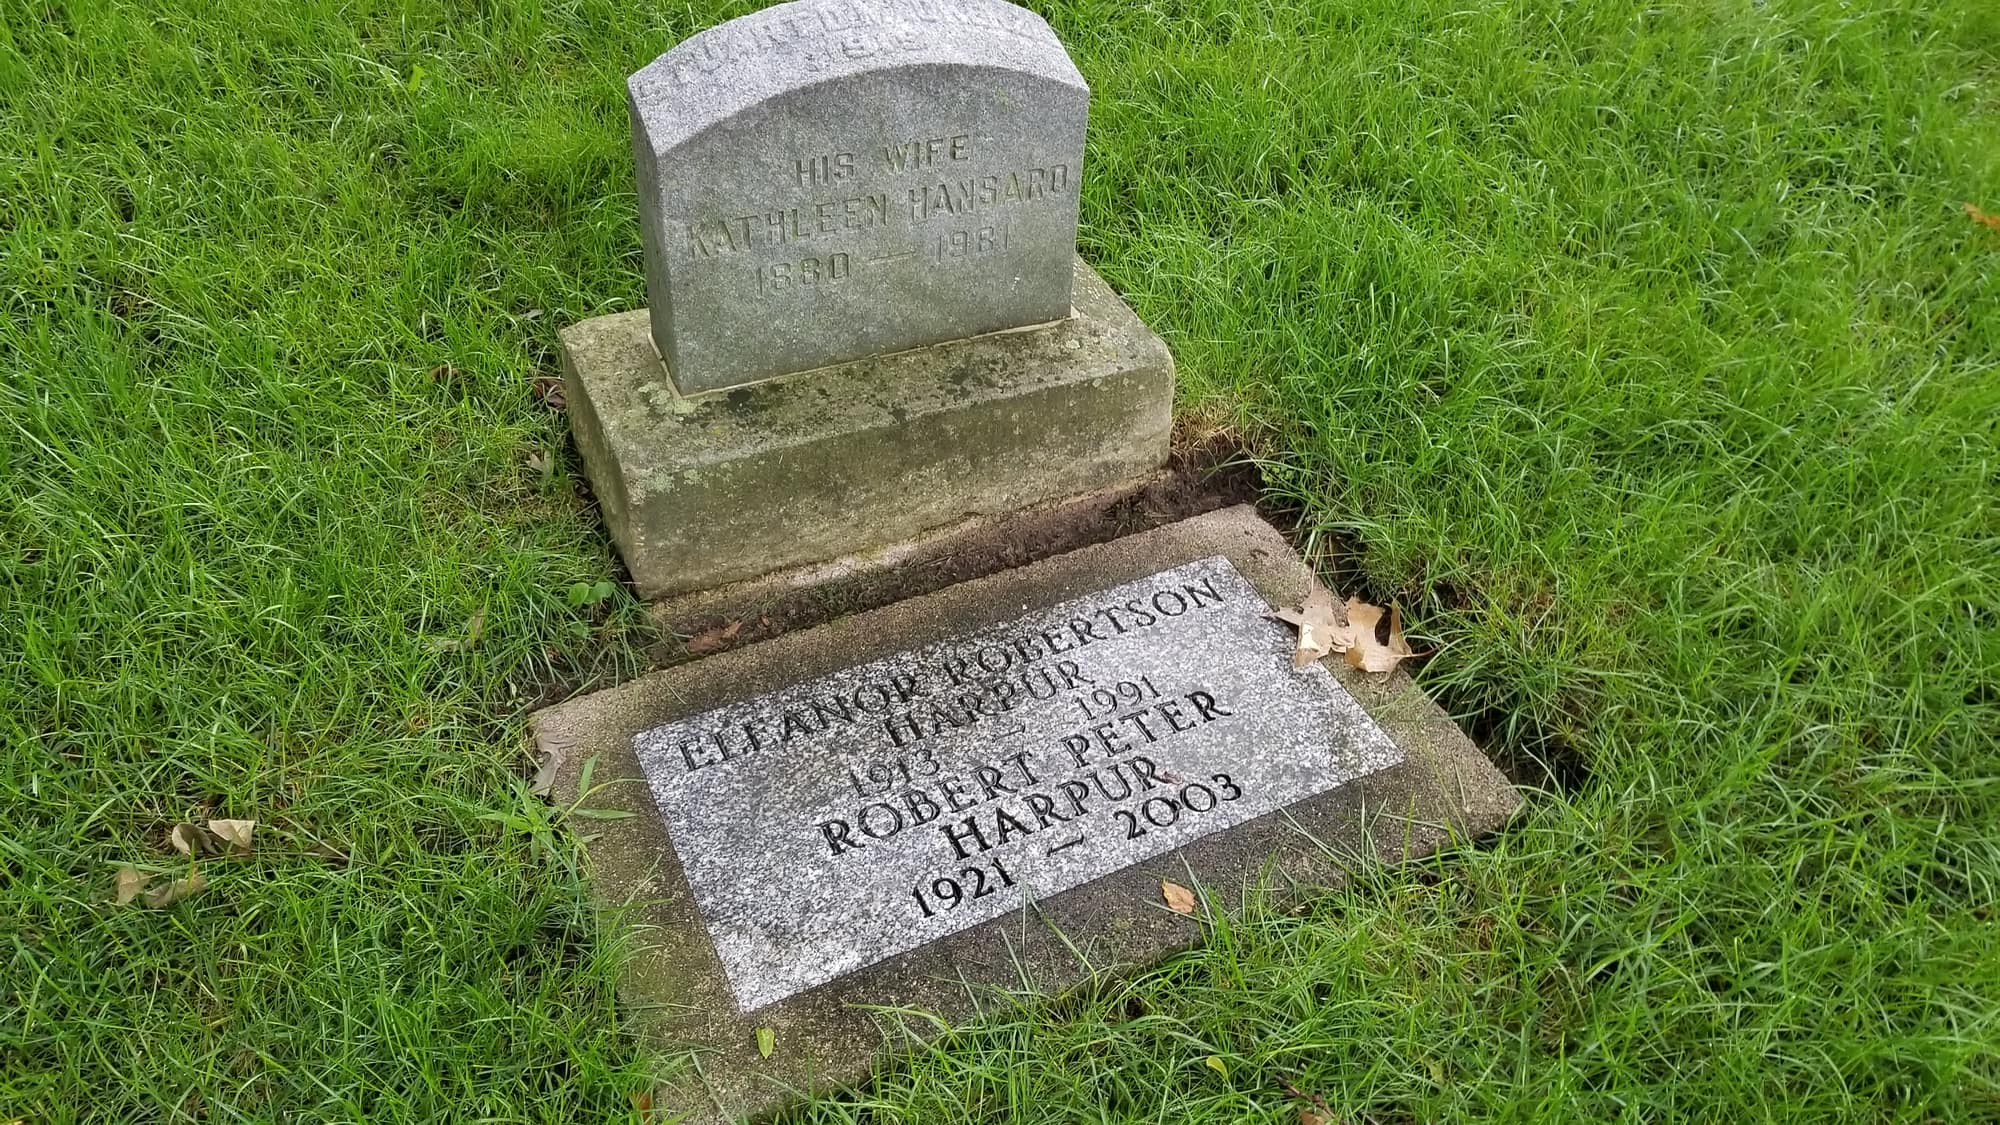 HIS WIFE
KATHLEEN HANSARD
1880 — 1981
ELEANOR ROBERTSON
HARPUR
1913 — 1991
ROBERT PETER
HARPUR
1921 — 2003